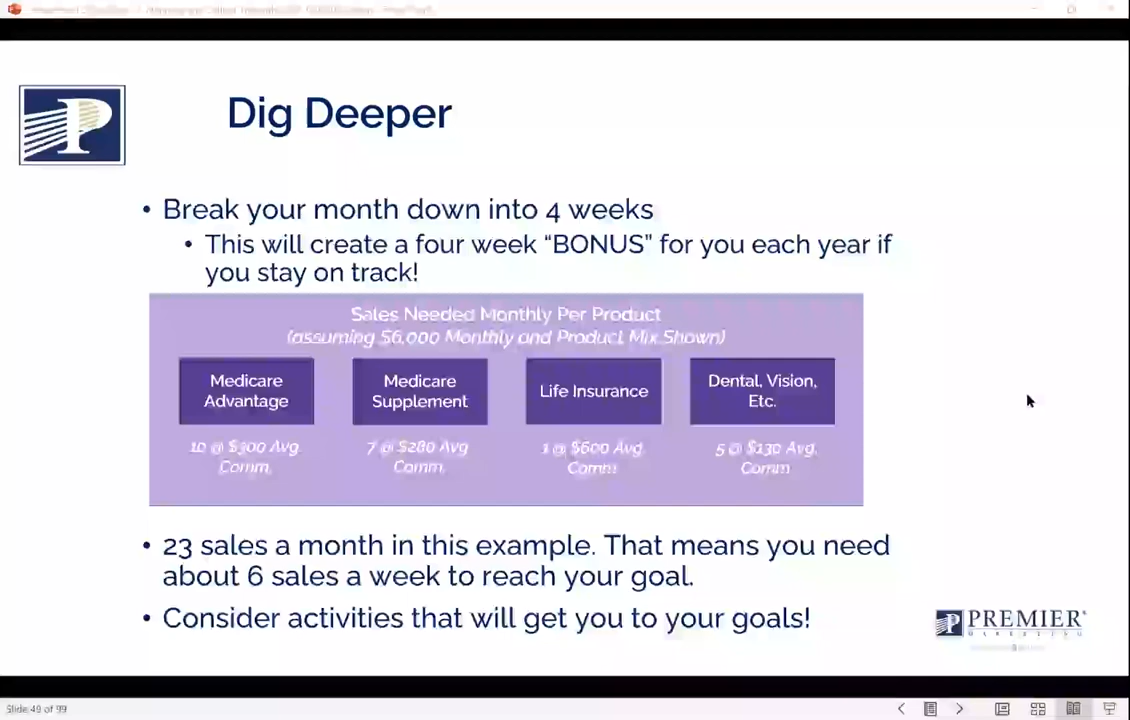 Dig Deeper
• Break your month down into 4 weeks
• This will create a four week “BONUS” for you each year if
you stay on track!
Sales Needed Monthly Per Product
(assuming $6,000 Monthly and Product Mix Shown)
Medicare
Advantage
10 @ $300 Avg.
Comm.
Medicare
Supplement
7 @ $280 Avg
Comm.
Life Insurance
1 @ $600 Avg.
Comm
Dental, Vision,
Etc.
5 @ $130 Avg.
Comm
• 23 sales a month in this example. That means you need
about 6 sales a week to reach your goal.
• Consider activities that will get you to your goals!
PREMIER
MARKETING
Slide 49 of 99